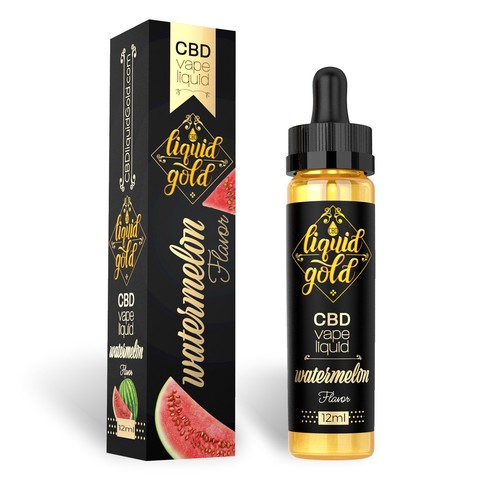 CBDliquidGold.com
liquid
gold
CBD
vape
liquid
watermelon
Flavor
12ml
CBD
vape
liquid
liquid
gold
watermelon
Flavor
liquid
gold
CBD
vape
liquid
watermelon
Flavor
12ml